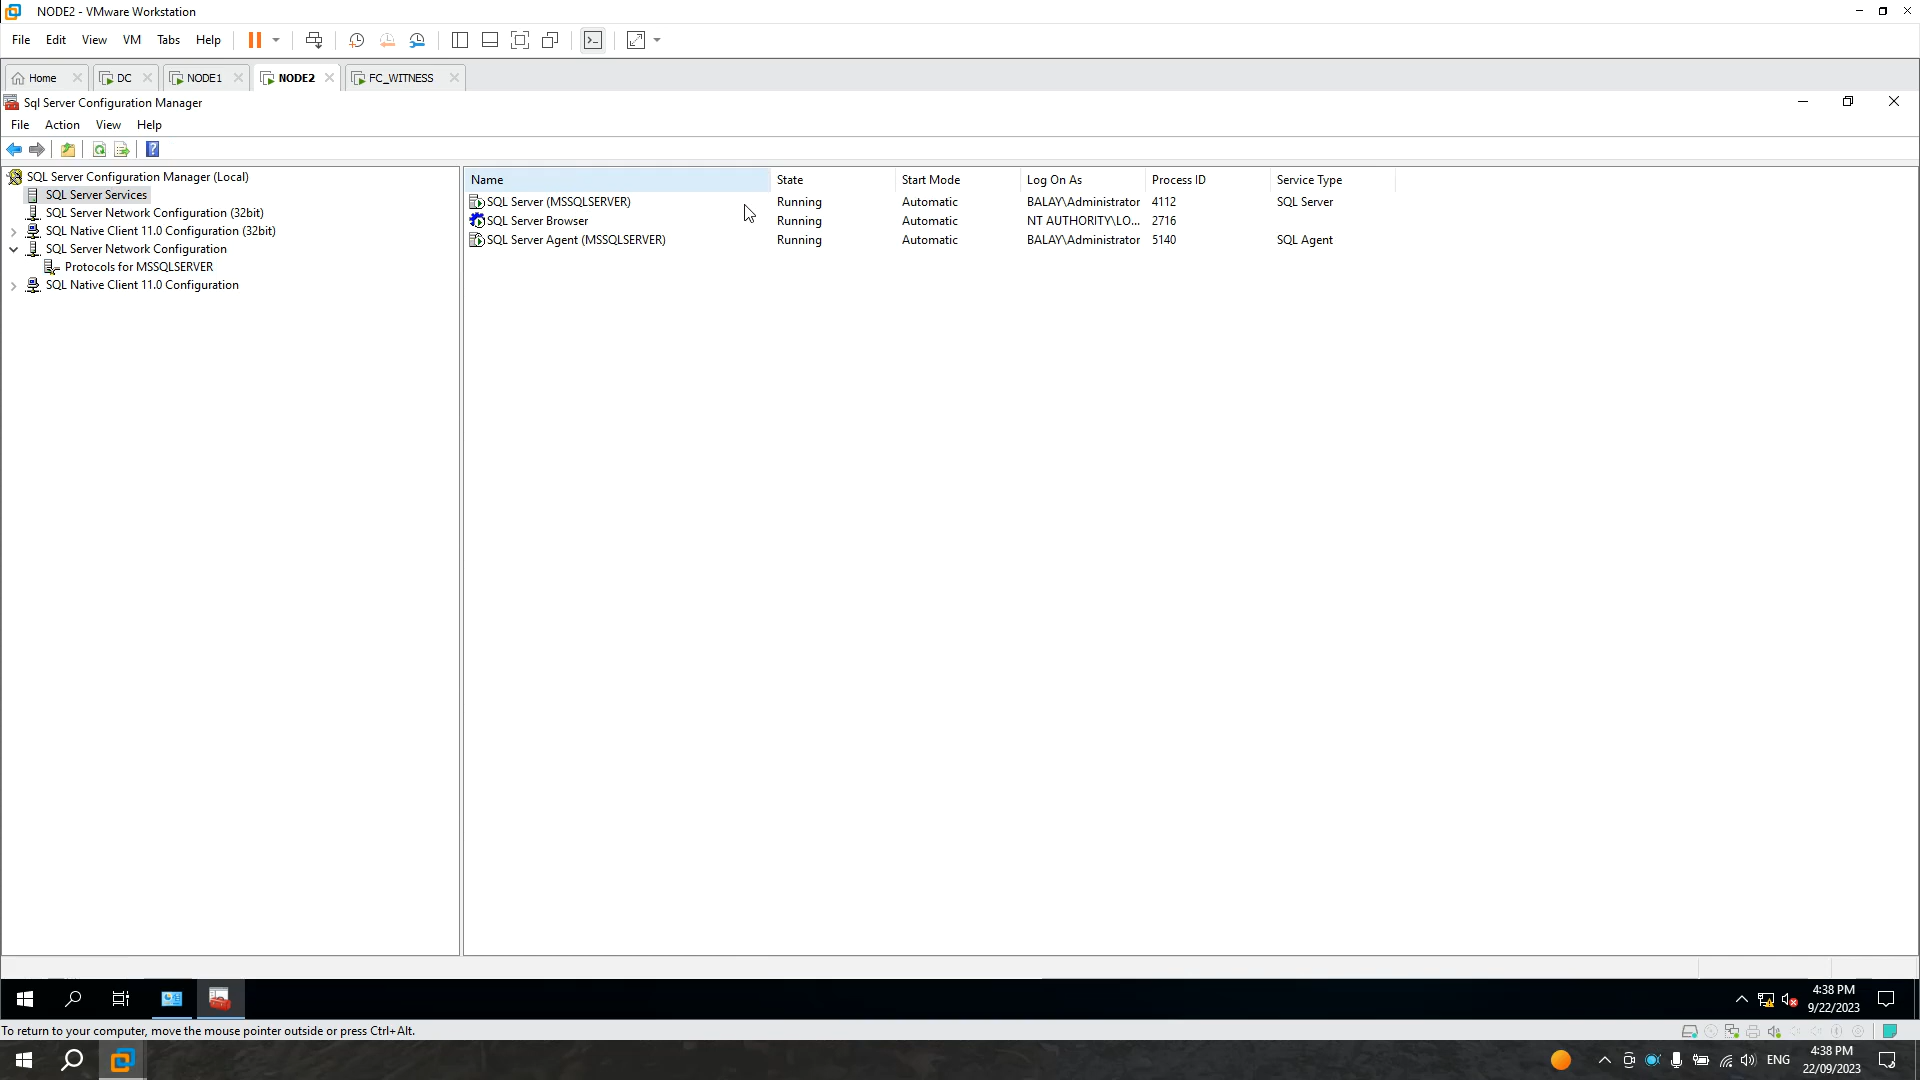 NODE2 - VMware Workstation
File Edit View VM Tabs Help
Home DC NODE1 NODE2 FC_WITNESS
Sql Server Configuration Manager
File Action View Help
SQL Server Configuration Manager (Local)
SQL Server Services
SQL Server Network Configuration (32bit)
SQL Native Client 11.0 Configuration (32bit)
SQL Server Network Configuration
Protocols for MSSQLSERVER
SQL Native Client 11.0 Configuration
Name State Start Mode Log On As Process ID Service Type
SQL Server (MSSQLSERVER) Running Automatic BALAY\Administrator 4112 SQL Server
SQL Server Browser Running Automatic NT AUTHORITY\LO... 2716
SQL Server Agent (MSSQLSERVER) Running Automatic BALAY\Administrator 5140 SQL Agent
4:38 PM
9/22/2023
To return to your computer, move the mouse pointer outside or press Ctrl+Alt.
ENG
4:38 PM
22/09/2023